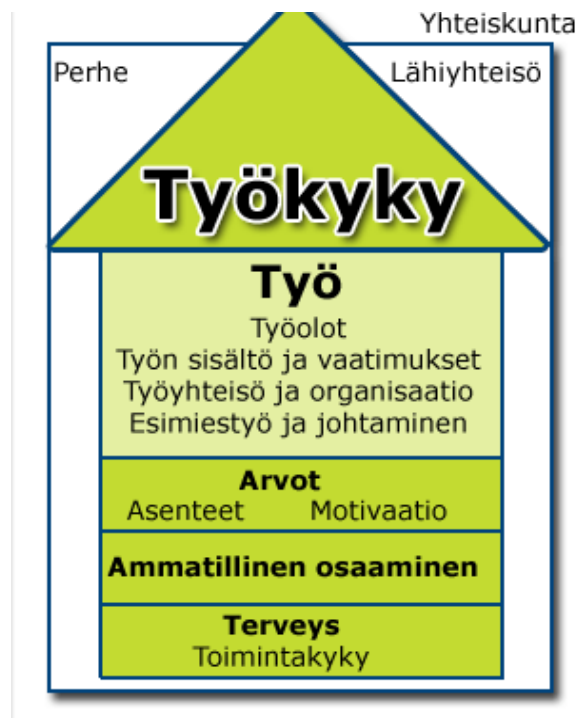 Yhteiskunta
Perhe
Lähiyhteisö
Työkyky
Työ
Työolot
Työn sisältö ja vaatimukset
Työyhteisö ja organisaatio
Esimiestyö ja johtaminen
Arvot
Asenteet Motivaatio
Ammatillinen osaaminen
Terveys
Toimintakyky